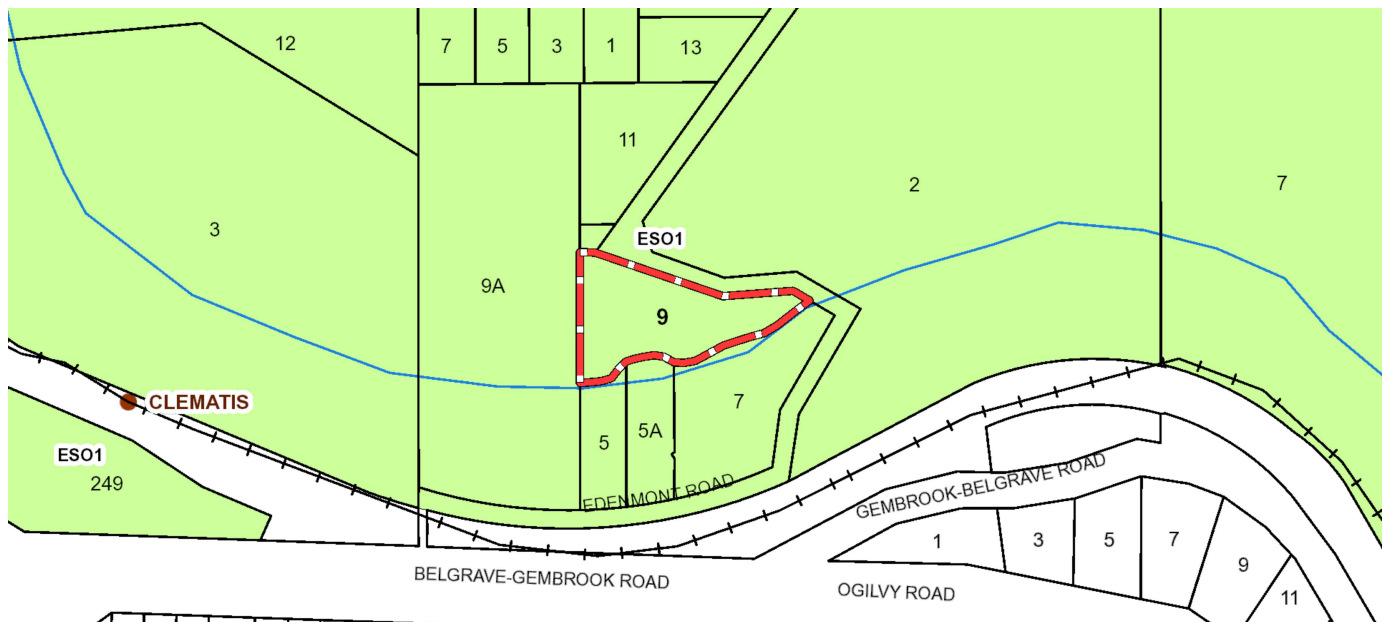 12
7
5
3
1
13
11
2
7
3
ESO1
9A
9
CLEMATIS
7
5A
5
ESO1
249
EDENMONT ROAD
GEMBROOK-BELGRAVE ROAD
1
3
5
7
9
11
BELGRAVE-GEMBROOK ROAD
OGILVY ROAD